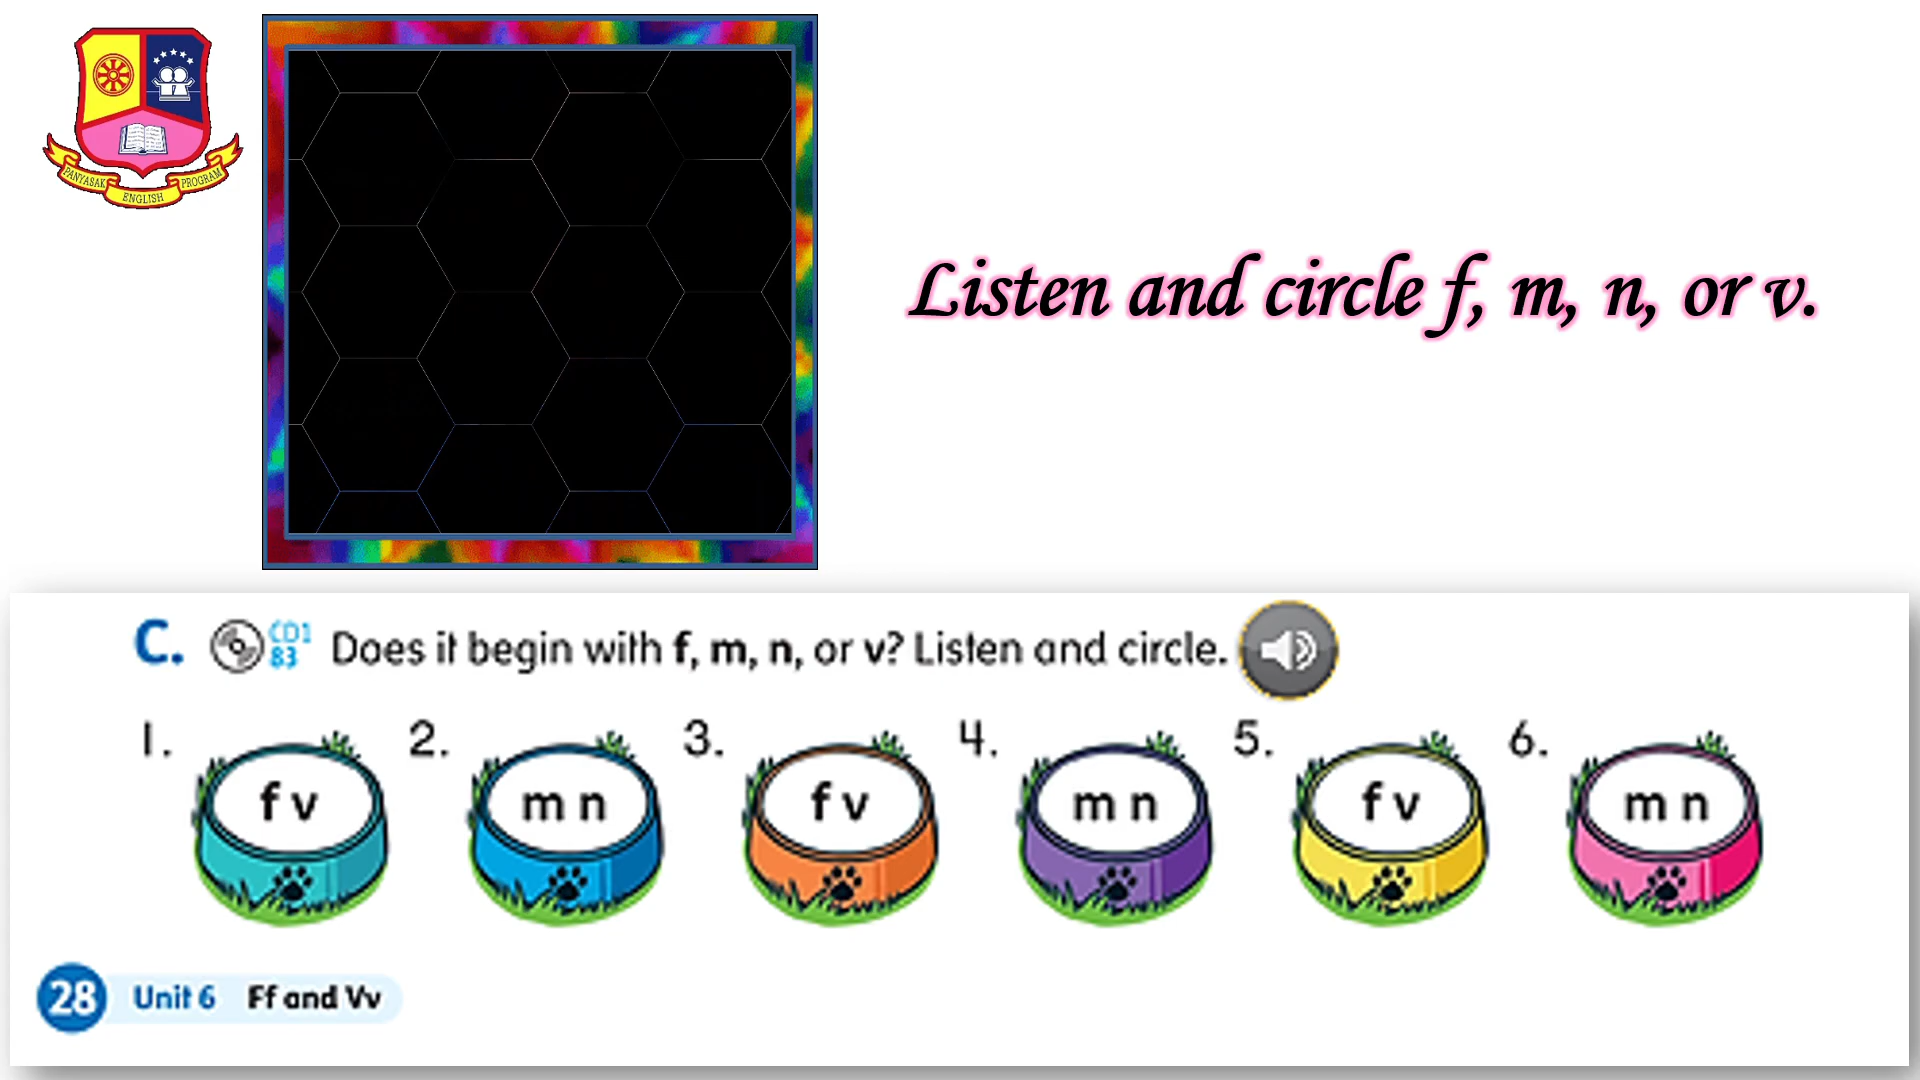 PANYASAK ENGLISH PROGRAM
Listen and circle f, m, n, or v.
C. CD1 83 Does it begin with f, m, n, or v? Listen and circle.
1. 2. 3. 4. 5. 6.
f v m n f v m n f v m n
28 Unit 6 Ff and Vv